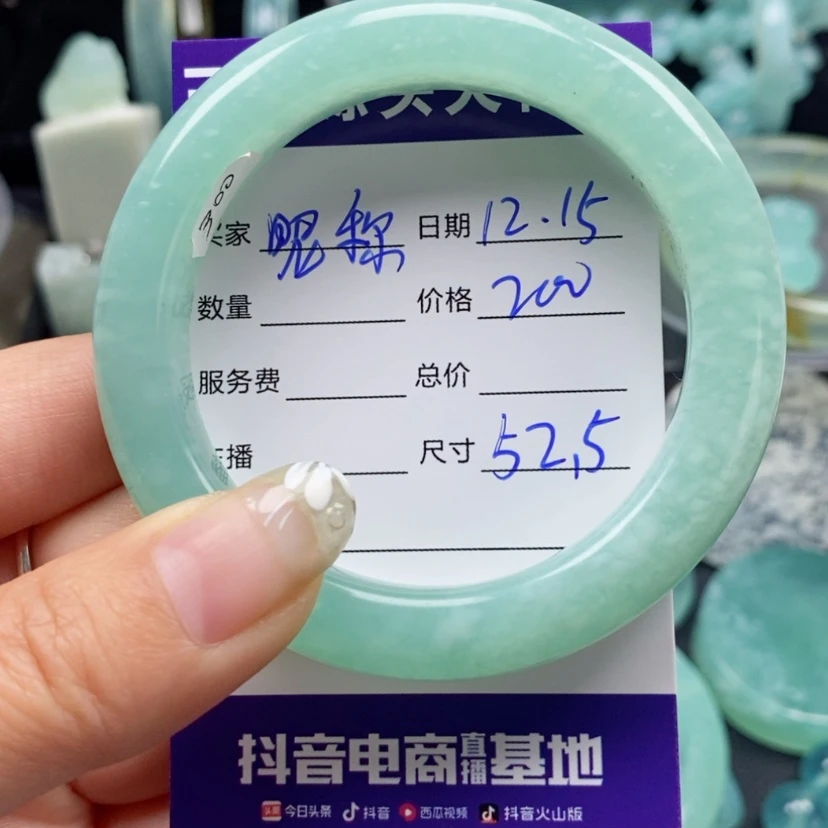 买家 昵称 日期 12.15
数量 价格 200
服务费 总价
主播 尺寸 52.5
抖音电商直播基地
头条 今日头条 抖音 西瓜视频 抖音火山版